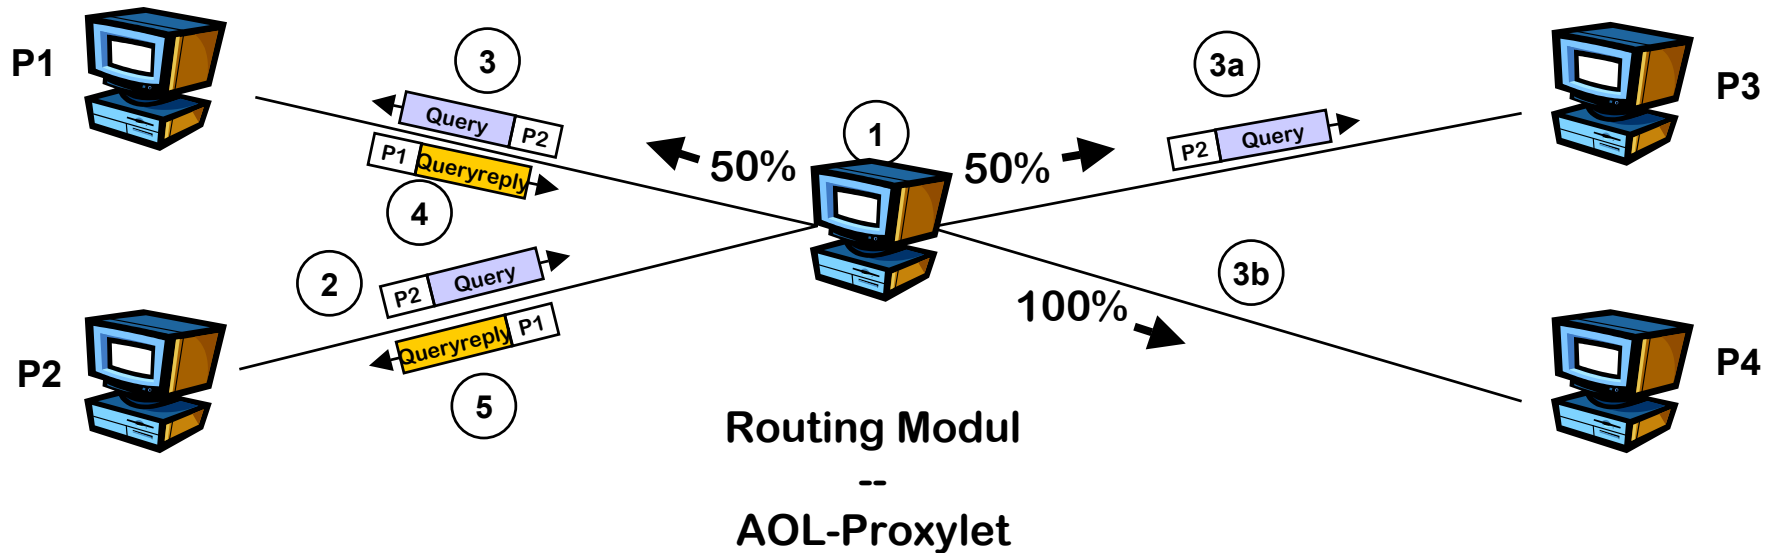 P1
3
Query P2
P1 Queryreply
4
50%
1
50%
3a
P2 Query
P3
2
P2 Query
Queryreply P1
5
P2
3b
100%
P4
Routing Modul
--
AOL-Proxylet